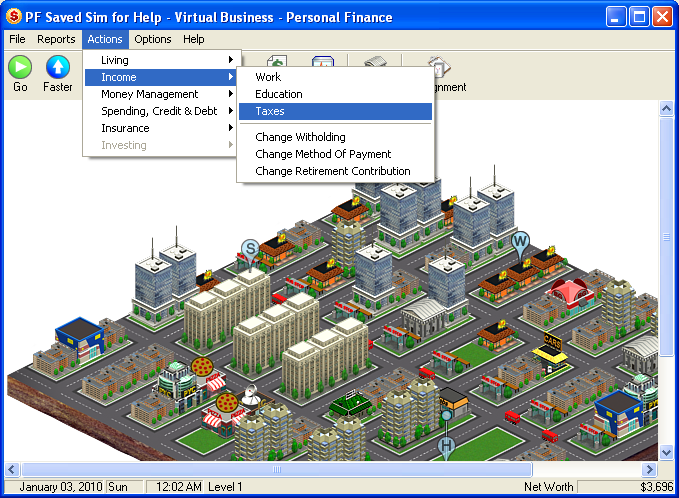 PF Saved Sim for Help - Virtual Business - Personal Finance
File Reports Actions Options Help
Go Faster
Living
Income
Money Management
Spending, Credit & Debt
Insurance
Investing
Work
Education
Taxes
Change Witholding
Change Method Of Payment
Change Retirement Contribution
S
W
CARS
H
January 03, 2010 Sun 12:02 AM Level 1 Net Worth $3,696